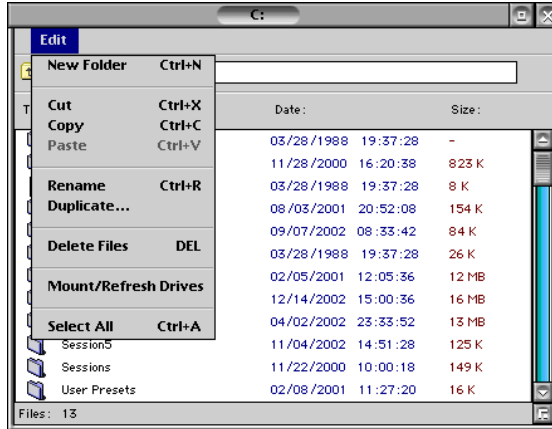 C:
Edit
New Folder Ctrl+N
Cut Ctrl+X
Copy Ctrl+C
Paste Ctrl+V
Rename Ctrl+R
Duplicate...
Delete Files DEL
Mount/Refresh Drives
Select All Ctrl+A
T Date: Size:
03/28/1988 19:37:28 -
11/28/2000 16:20:38 823 K
03/28/1988 19:37:28 8 K
08/03/2001 20:52:08 154 K
09/07/2002 08:33:42 84 K
03/28/1988 19:37:28 26 K
02/05/2001 12:05:36 12 MB
12/14/2002 15:00:36 16 MB
04/02/2002 23:33:52 13 MB
Session5 11/04/2002 14:51:28 125 K
Sessions 11/22/2000 10:00:18 149 K
User Presets 02/08/2001 11:27:20 16 K
Files: 13